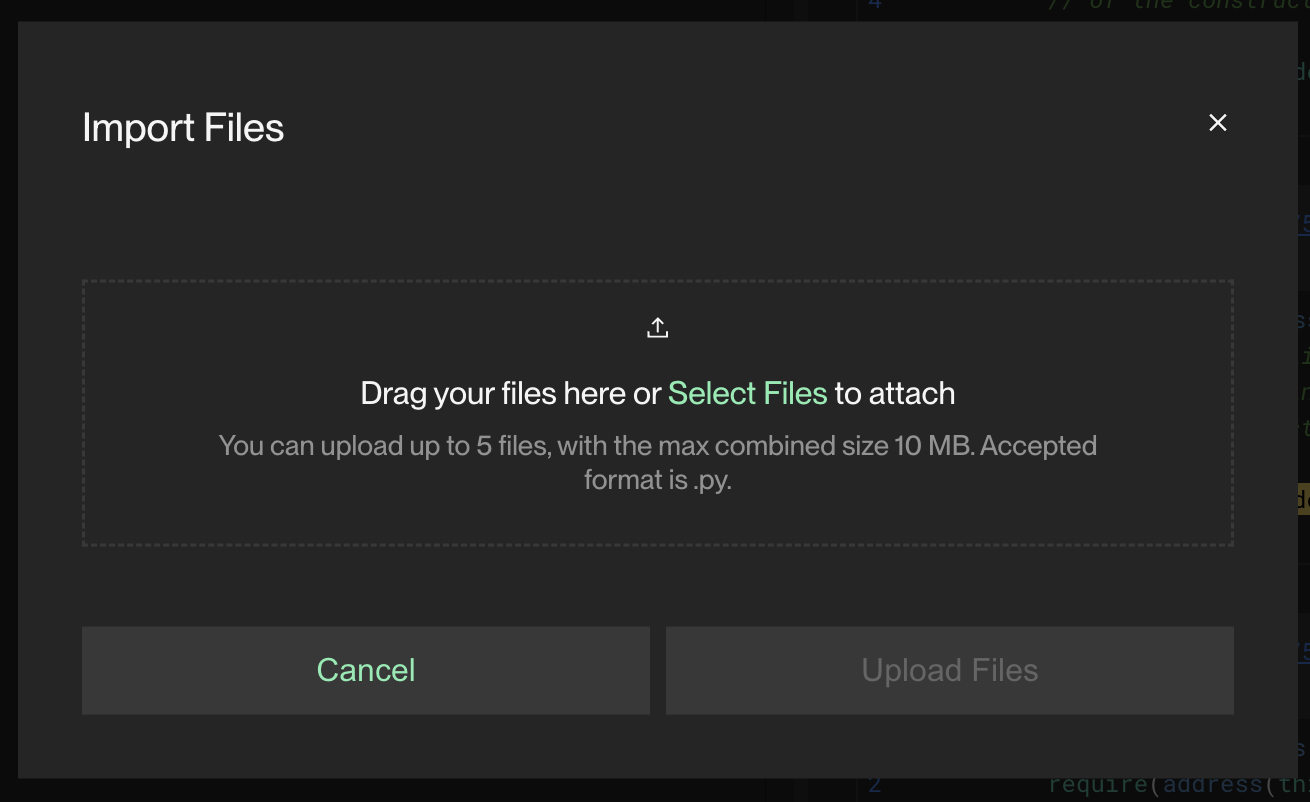 4 // of the construct
Import Files
Drag your files here or Select Files to attach
You can upload up to 5 files, with the max combined size 10 MB. Accepted
format is .py.
Cancel Upload Files
2 require(address(th